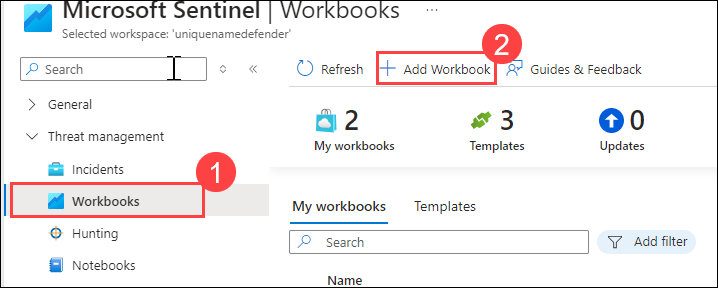 Microsoft Sentinel | Workbooks ...
Selected workspace: 'uniquenamedefender'
2
Search
Refresh
Add Workbook
Guides & Feedback
General
2
My workbooks
3
Templates
0
Updates
Threat management
Incidents
1
Workbooks
My workbooks
Templates
Hunting
Search
Add filter
Notebooks
Name